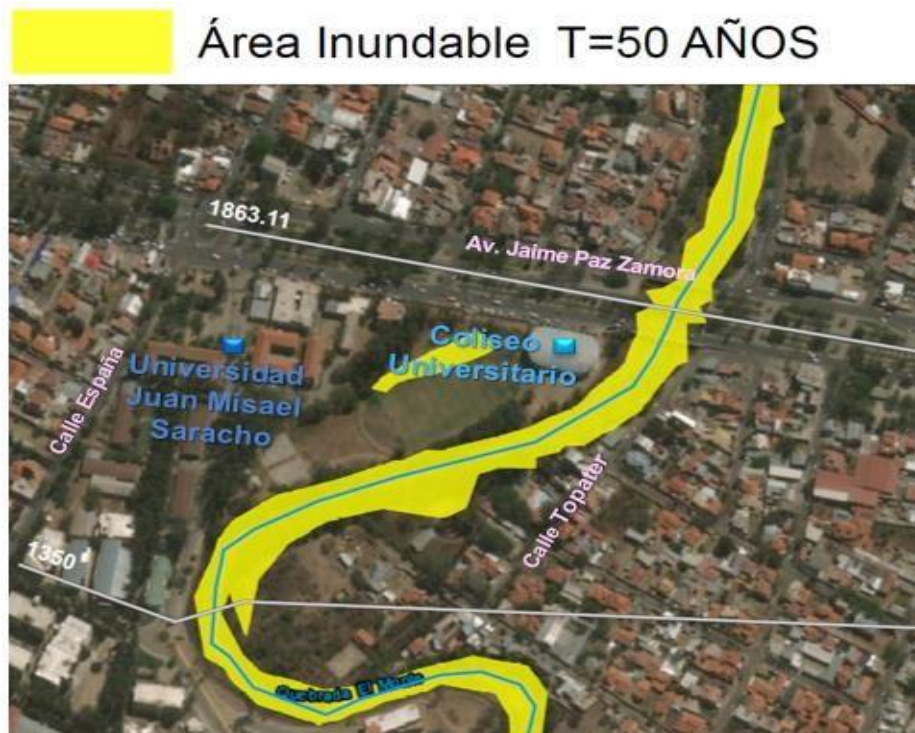 Área Inundable T=50 AÑOS
1863.11
Av. Jaime Paz Zamora
Coliseo
Universitario
Universidad
Juan Misael
Saracho
Calle España
Calle Topater
1350
Quebrada El Monte